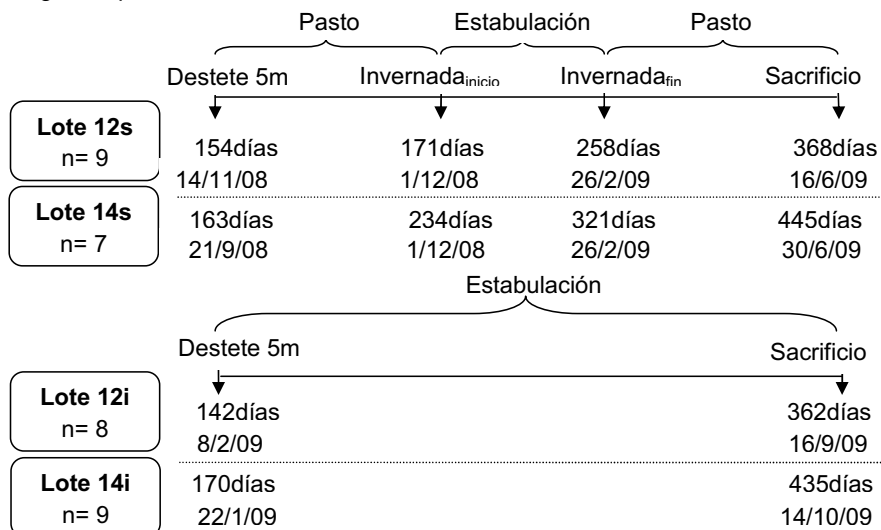 Pasto Estabulación Pasto
Destete 5m Invernada inicio Invernada fin Sacrificio
Lote 12s
n= 9
154días 171días 258días 368días
14/11/08 1/12/08 26/2/09 16/6/09
Lote 14s
n= 7
163días 234días 321días 445días
21/9/08 1/12/08 26/2/09 30/6/09
Estabulación
Destete 5m Sacrificio
Lote 12i
n= 8
142días 362días
8/2/09 16/9/09
Lote 14i
n= 9
170días 435días
22/1/09 14/10/09